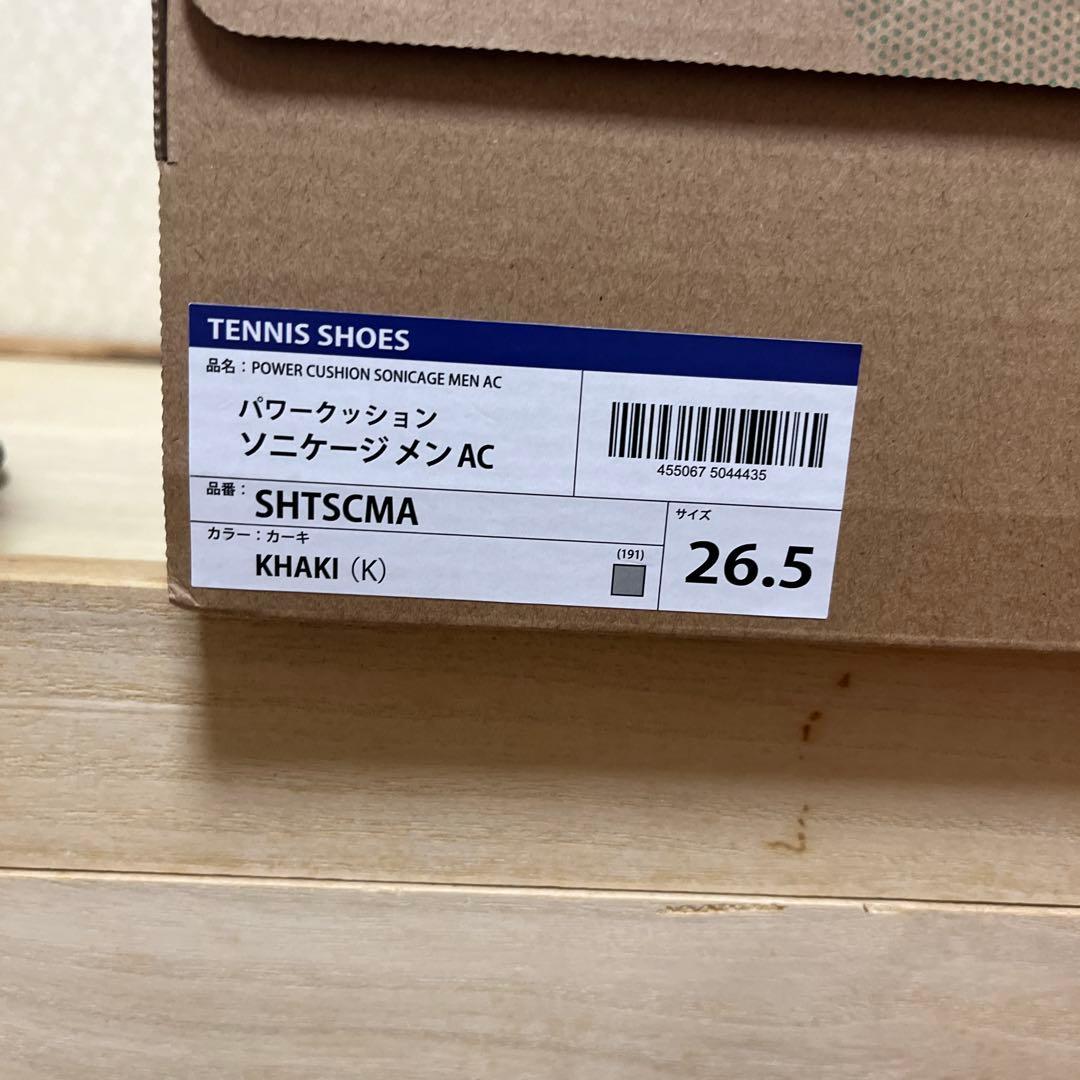 TENNIS SHOES
品名：POWER CUSHION SONICAGE MEN AC
パワークッション
ソニケージ メン AC
455067 5044435
品番：
SHTSCMA
カラー：カーキ
KHAKI（K）
(191)
サイズ
26.5